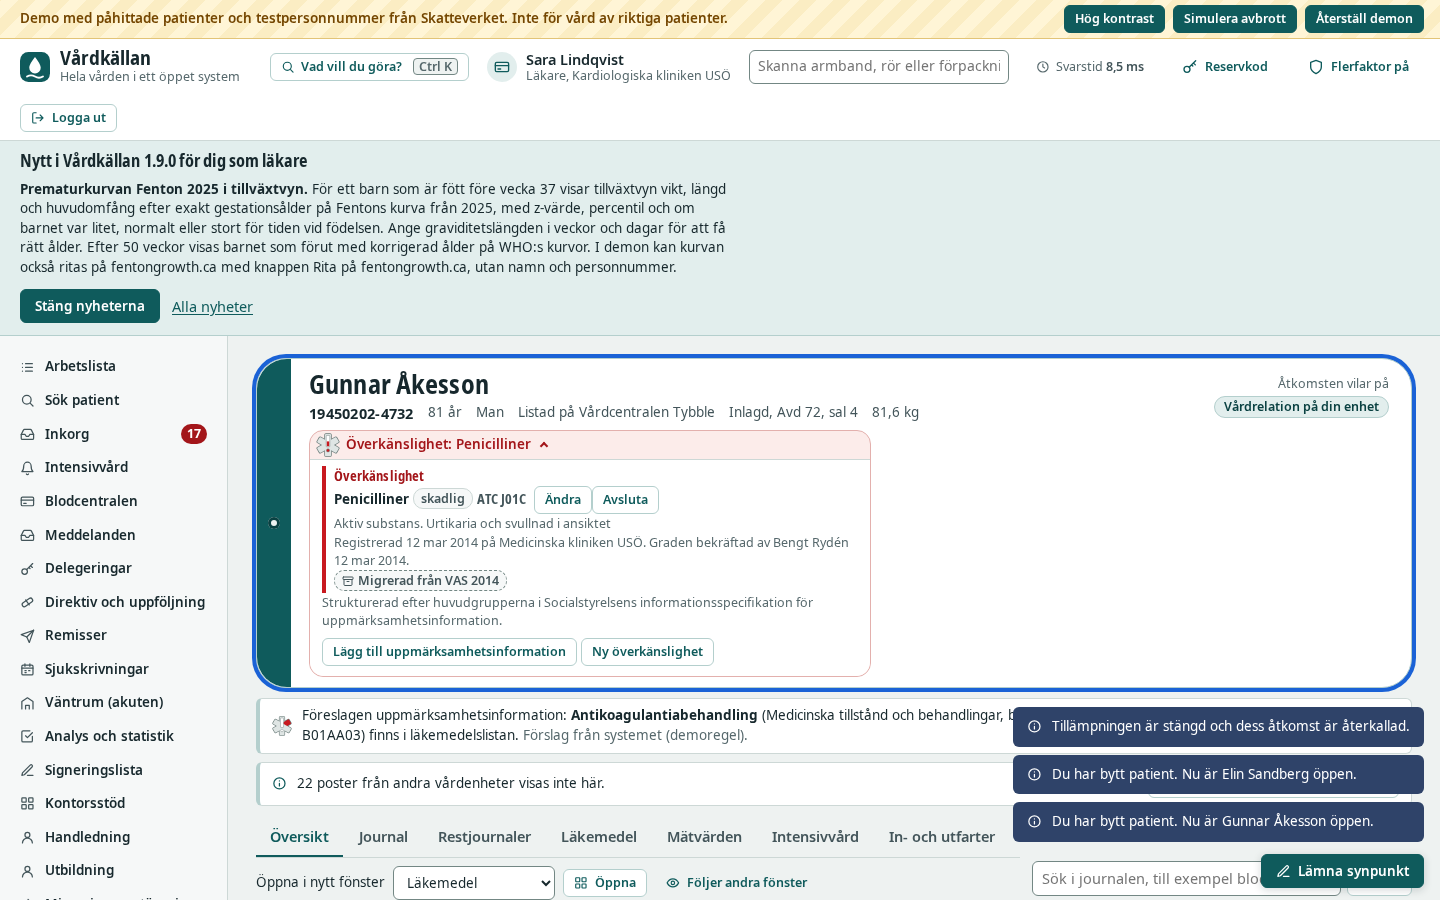 Demo med påhittade patienter och testpersonnummer från Skatteverket. Inte för vård av riktiga patienter.
Hög kontrast
Simulera avbrott
Återställ demon
Vårdkällan
Hela vården i ett öppet system
Vad vill du göra?
Ctrl K
Sara Lindqvist
Läkare, Kardiologiska kliniken USÖ
Skanna armband, rör eller förpackni
Svarstid 8,5 ms
Reservkod
Flerfaktor på
Logga ut
Nytt i Vårdkällan 1.9.0 för dig som läkare
Prematurkurvan Fenton 2025 i tillväxtvyn. För ett barn som är fött före vecka 37 visar tillväxtvyn vikt, längd
och huvudomfång efter exakt gestationsålder på Fentons kurva från 2025, med z-värde, percentil och om
barnet var litet, normalt eller stort för tiden vid födelsen. Ange graviditetslängden i veckor och dagar för att få
rätt ålder. Efter 50 veckor visas barnet som förut med korrigerad ålder på WHO:s kurvor. I demon kan kurvan
också ritas på fentongrowth.ca med knappen Rita på fentongrowth.ca, utan namn och personnummer.
Stäng nyheterna
Alla nyheter
Arbetslista
Sök patient
Inkorg
17
Intensivvård
Blodcentralen
Meddelanden
Delegeringar
Direktiv och uppföljning
Remisser
Sjukskrivningar
Väntrum (akuten)
Analys och statistik
Signeringslista
Kontorsstöd
Handledning
Utbildning
Gunnar Åkesson
19450202-4732
81 år
Man
Listad på Vårdcentralen Tybble
Inlagd, Avd 72, sal 4
81,6 kg
Åtkomsten vilar på
Vårdrelation på din enhet
Överkänslighet: Penicilliner
Överkänslighet
Penicilliner
skadlig
ATC J01C
Ändra
Avsluta
Aktiv substans. Urtikaria och svullnad i ansiktet
Registrerad 12 mar 2014 på Medicinska kliniken USÖ. Graden bekräftad av Bengt Rydén
12 mar 2014.
Migrerad från VAS 2014
Strukturerad efter huvudgrupperna i Socialstyrelsens informationsspecifikation för
uppmärksamhetsinformation.
Lägg till uppmärksamhetsinformation
Ny överkänslighet
Föreslagen uppmärksamhetsinformation: Antikoagulantiabehandling (Medicinska tillstånd och behandlingar, b
B01AA03) finns i läkemedelslistan. Förslag från systemet (demoregel).
22 poster från andra vårdenheter visas inte här.
Tillämpningen är stängd och dess åtkomst är återkallad.
Du har bytt patient. Nu är Elin Sandberg öppen.
Du har bytt patient. Nu är Gunnar Åkesson öppen.
Översikt
Journal
Restjournaler
Läkemedel
Mätvärden
Intensivvård
In- och utfarter
Öppna i nytt fönster
Läkemedel
Öppna
Följer andra fönster
Sök i journalen, till exempel blo
Lämna synpunkt